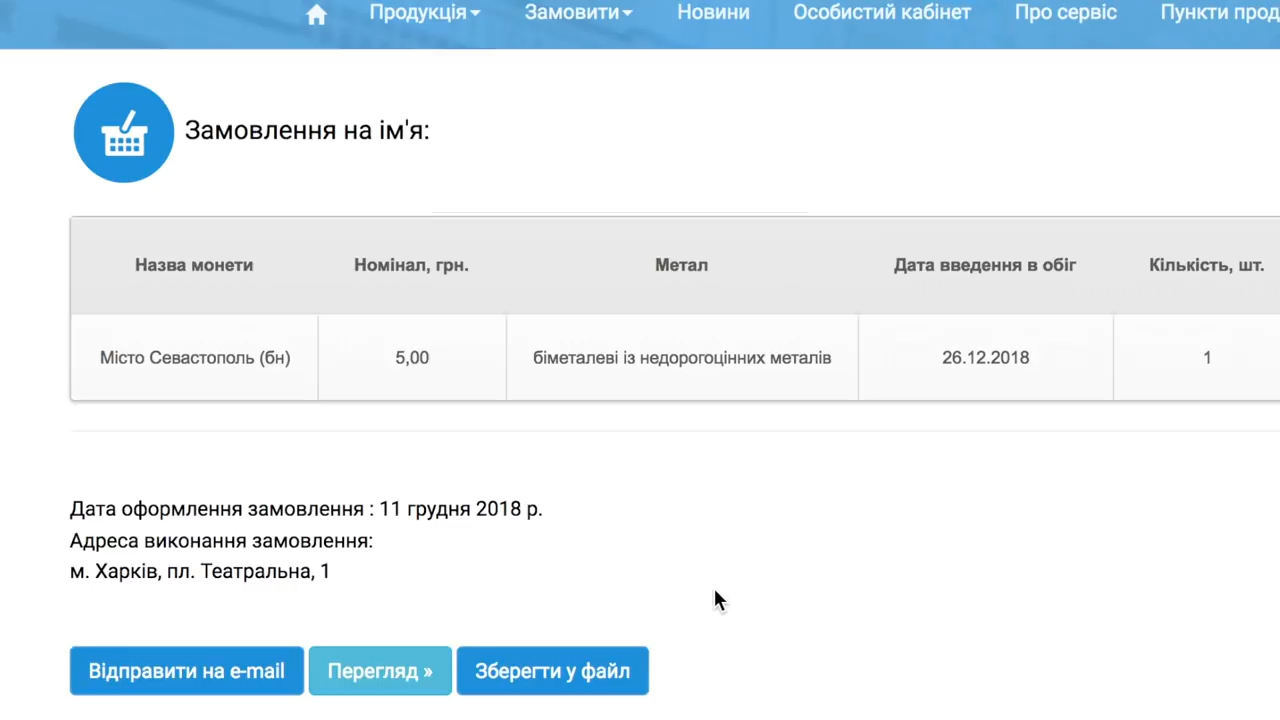 Продукція Замовити Новини Особистий кабінет Про сервіс Пункти прод
Замовлення на ім'я:
Назва монети Номінал, грн. Метал Дата введення в обіг Кількість, шт.
Місто Севастополь (бн) 5,00 біметалеві із недорогоцінних металів 26.12.2018 1
Дата оформлення замовлення : 11 грудня 2018 р.
Адреса виконання замовлення:
м. Харків, пл. Театральна, 1
Відправити на e-mail Перегляд » Зберегти у файл